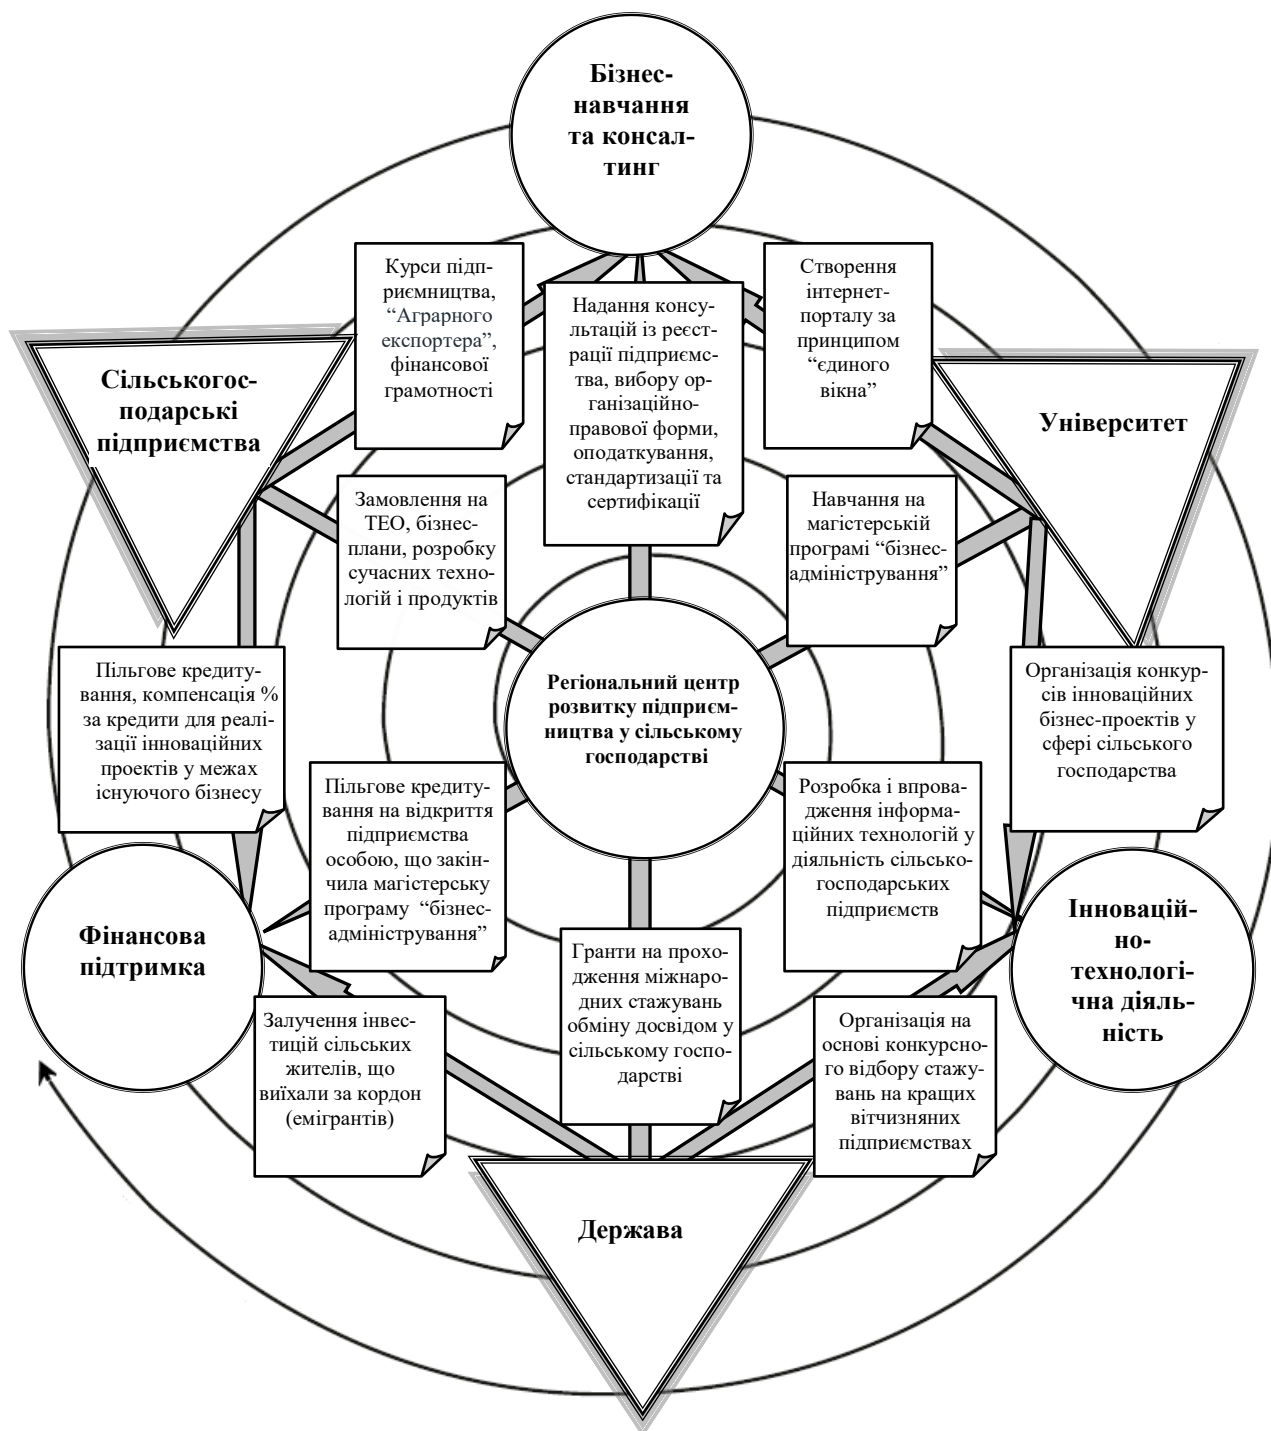 Бізнес-
навчання
та консал-
тинг
Курси підп-
риємництва,
“Аграрного
експортера”,
фінансової
грамотності
Надання консу-
льтацій із реєст-
рації підприємс-
тва, вибору ор-
ганізаційно-
правової форми,
оподаткування,
стандартизації та
сертифікації
Створення
інтернет-
порталу за
принципом
“єдиного
вікна”
Сільськогос-
подарські
підприємства
Університет
Замовлення на
ТЕО, бізнес-
плани, розробку
сучасних техно-
логій і продуктів
Навчання на
магістерській
програмі “бізнес-
адміністрування”
Регіональний центр
розвитку підприєм-
ництва у сільському
господарстві
Пільгове кредиту-
вання, компенсація %
за кредити для реалі-
зації інноваційних
проектів у межах
існуючого бізнесу
Організація конкур-
сів інноваційних
бізнес-проектів у
сфері сільського
господарства
Пільгове кредиту-
вання на відкриття
підприємства
особою, що закін-
чила магістерську
програму “бізнес-
адміністрування”
Розробка і впрова-
дження інформа-
ційних технологій у
діяльність сільсько-
господарських
підприємств
Фінансова
підтримка
Інновацій-
но-
технологі-
чна діяль-
ність
Гранти на прохо-
дження міжнаро-
дних стажувань
обміну досвідом у
сільському госпо-
дарстві
Залучення інвес-
тицій сільських
жителів, що
виїхали за кордон
(емігрантів)
Організація на
основі конкурсно-
го відбору стажу-
вань на кращих
вітчизняних
підприємствах
Держава